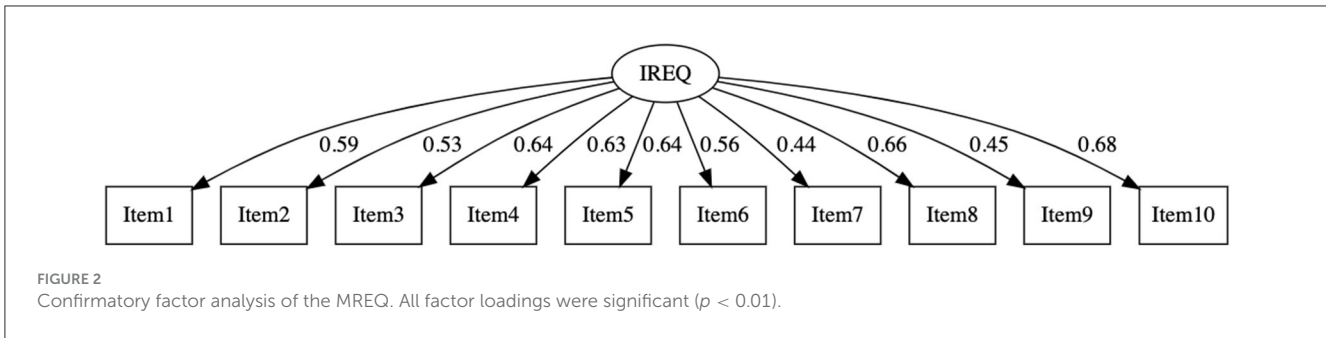 IREQ
0.59 0.53 0.64 0.63 0.64 0.56 0.44 0.66 0.45 0.68
Item1 Item2 Item3 Item4 Item5 Item6 Item7 Item8 Item9 Item10
FIGURE 2
Confirmatory factor analysis of the MREQ. All factor loadings were significant (p < 0.01).